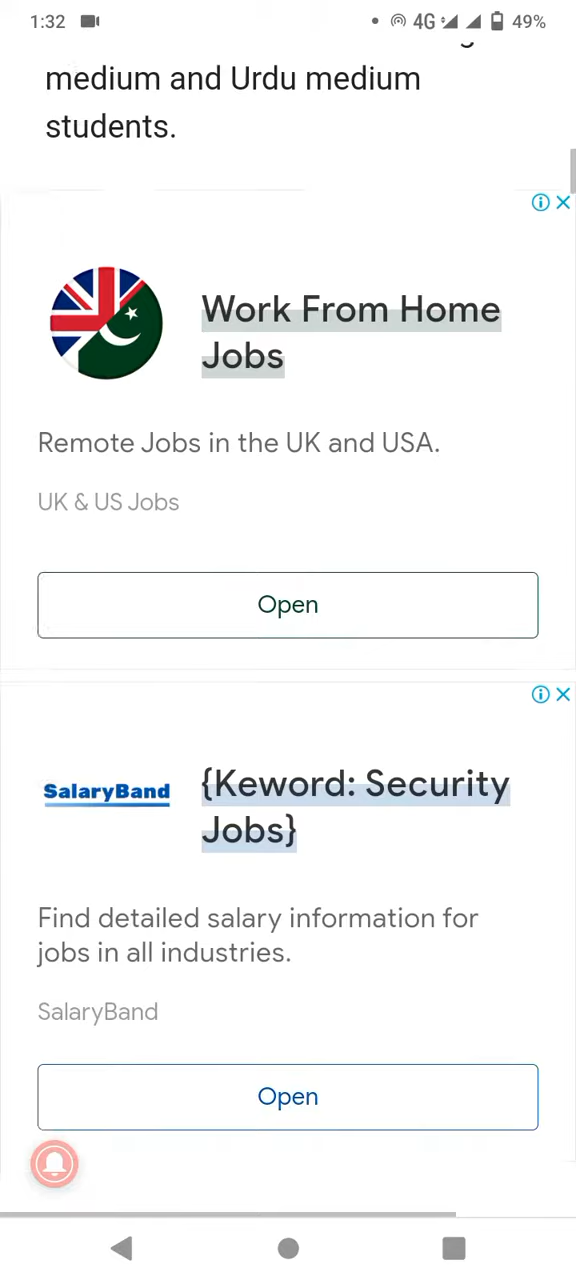 1:32
4G
49%
medium and Urdu medium
students.
Work From Home
Jobs
Remote Jobs in the UK and USA.
UK & US Jobs
Open
SalaryBand
{Keword: Security
Jobs}
Find detailed salary information for
jobs in all industries.
SalaryBand
Open